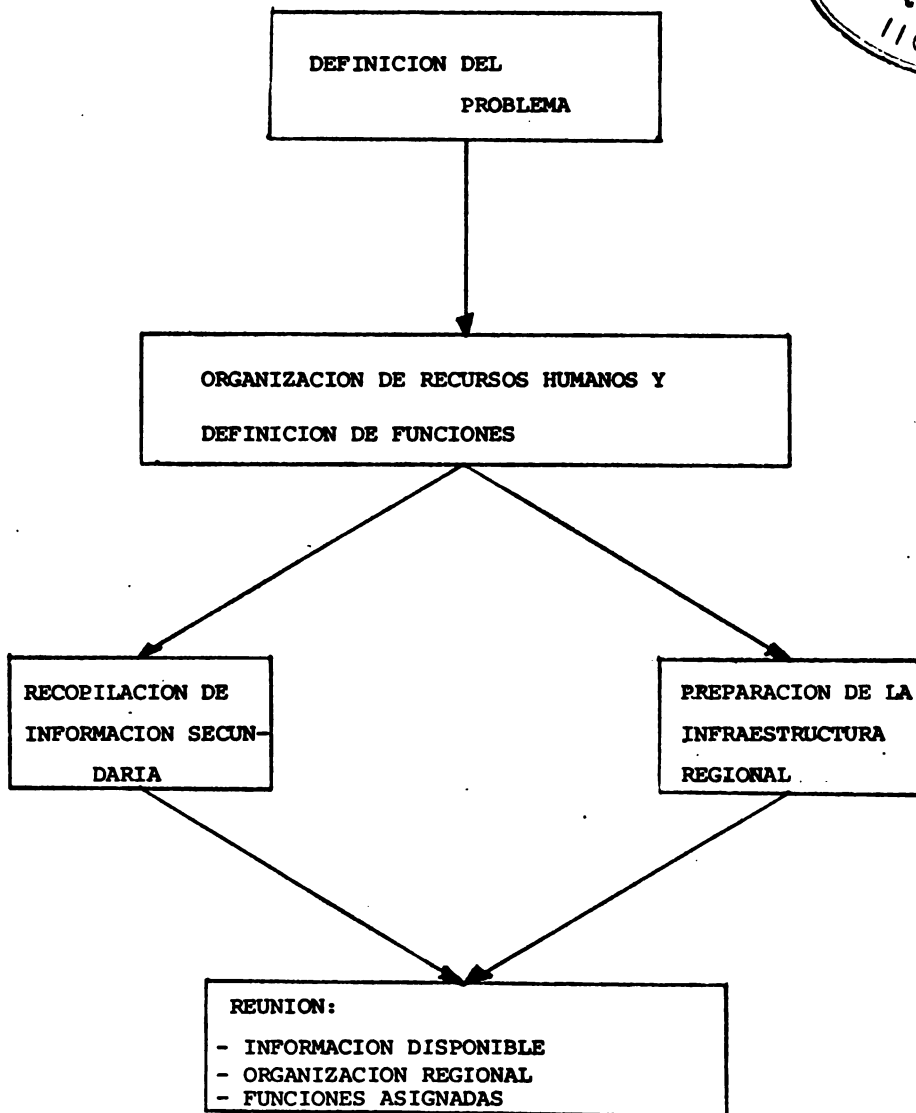 DEFINICION DEL
PROBLEMA
ORGANIZACION DE RECURSOS HUMANOS Y
DEFINICION DE FUNCIONES
RECOPILACION DE
INFORMACION SECUN-
DARIA
PREPARACION DE LA
INFRAESTRUCTURA
REGIONAL
REUNION:
- INFORMACION DISPONIBLE
- ORGANIZACION REGIONAL
- FUNCIONES ASIGNADAS